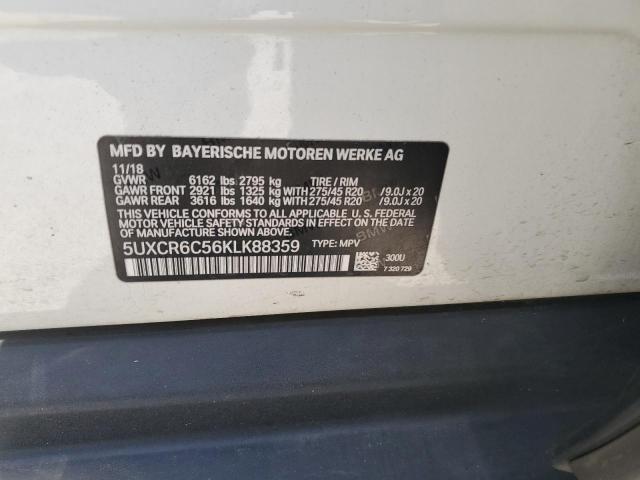 MFD BY BAYERISCHE MOTOREN WERKE AG
11/18
GVWR 6162 lbs 2795 kg TIRE / RIM
GAWR FRONT 2921 lbs 1325 kg WITH 275/45 R20 /9.0J x 20
GAWR REAR 3616 lbs 1640 kg WITH 275/45 R20 /9.0J x 20
THIS VEHICLE CONFORMS TO ALL APPLICABLE U. S. FEDERAL
MOTOR VEHICLE SAFETY STANDARDS IN EFFECT ON THE DATE
OF MANUFACTURE SHOWN ABOVE.
5UXCR6C56KLK88359 TYPE: MPV
300U
7 320 729